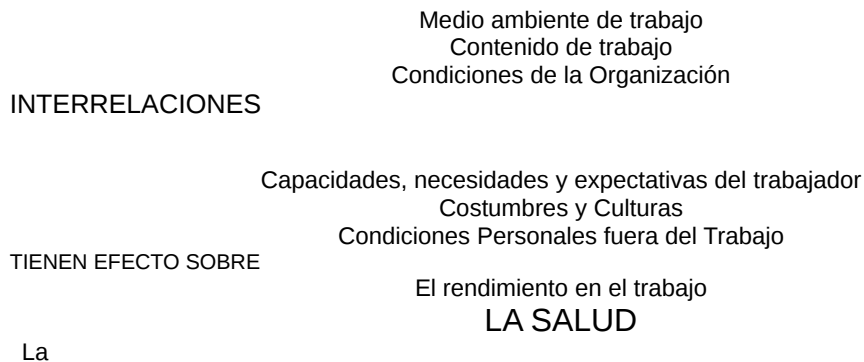 Medio ambiente de trabajo
Contenido de trabajo
Condiciones de la Organización
INTERRELACIONES
Capacidades, necesidades y expectativas del trabajador
Costumbres y Culturas
Condiciones Personales fuera del Trabajo
TIENEN EFECTO SOBRE
El rendimiento en el trabajo
LA SALUD
La